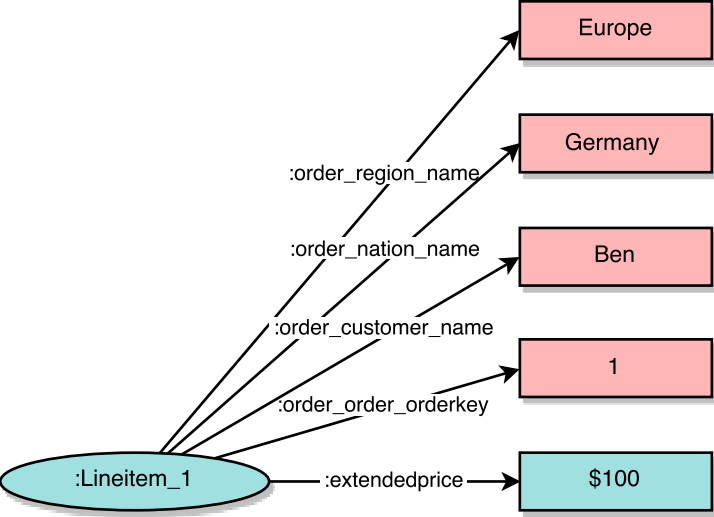 Europe
:order_region_name
Germany
:order_nation_name
Ben
:order_customer_name
1
:order_order_orderkey
:Lineitem_1
:extendedprice
$100